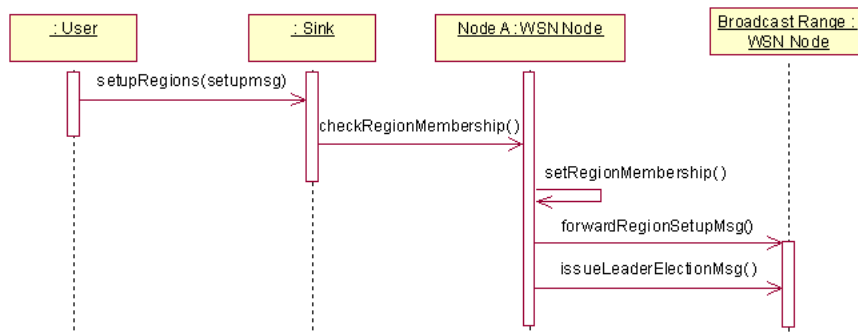 : User
: Sink
Node A : WSN Node
Broadcast Range :
WSN Node
setupRegions(setupmsg)
checkRegionMembership()
setRegionMembership()
forwardRegionSetupMsg()
issueLeaderElectionMsg()